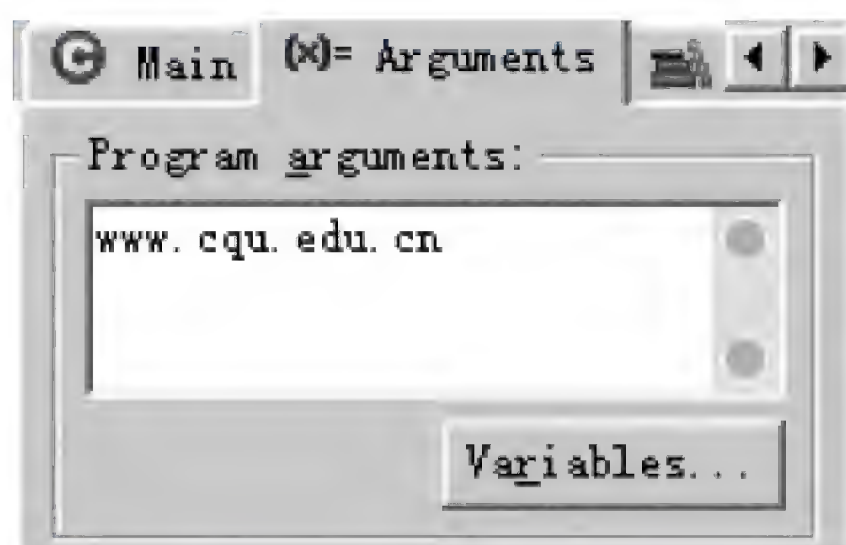 Main (x)= Arguments
Program arguments:
www.cqu.edu.cn
Variables...